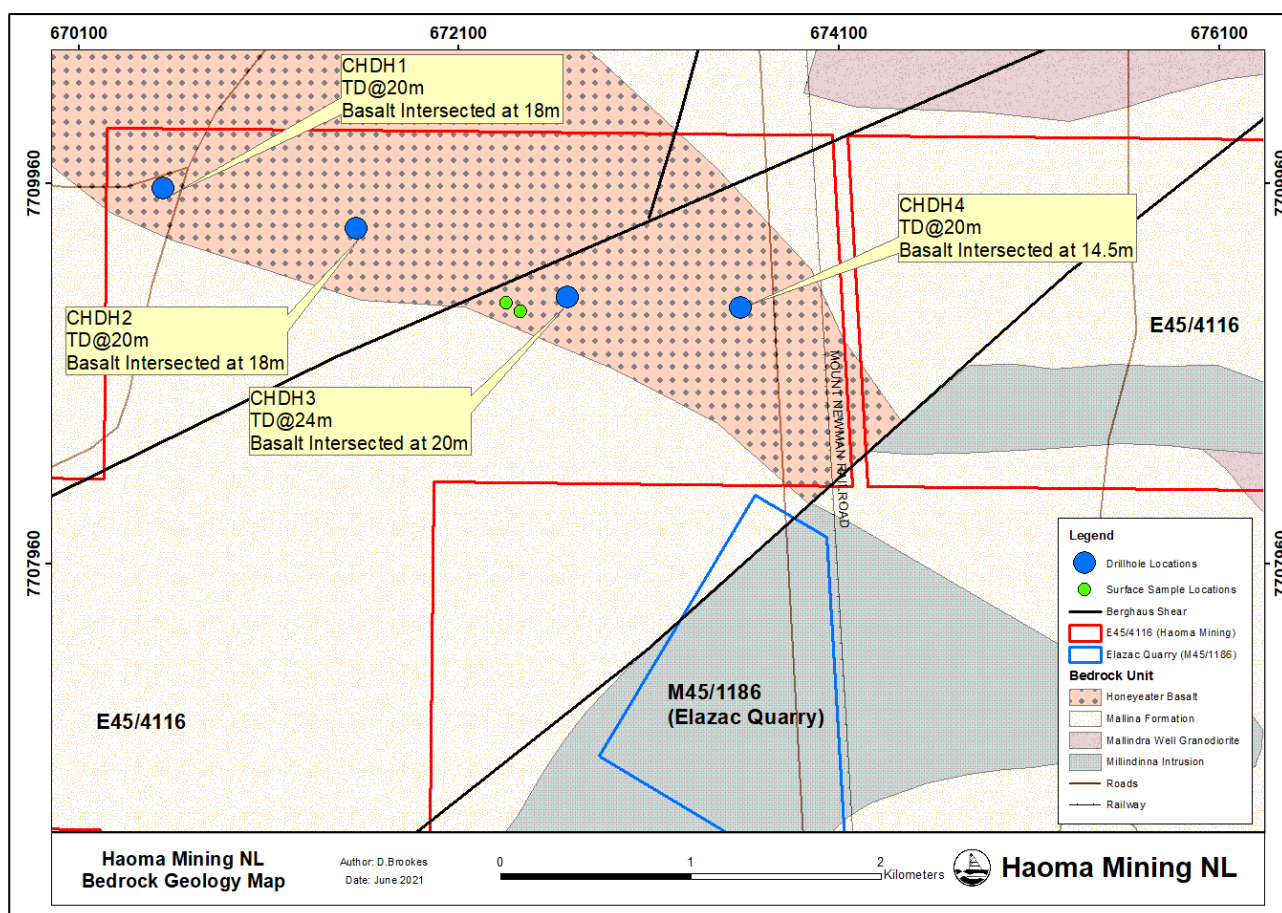 670100
672100
674100
676100
7709960
7709960
7707960
7707960
CHDH1
TD@20m
Basalt Intersected at 18m
CHDH4
TD@20m
Basalt Intersected at 14.5m
CHDH2
TD@20m
Basalt Intersected at 18m
CHDH3
TD@24m
Basalt Intersected at 20m
E45/4116
MOUNT NEWMAN RAILROAD
M45/1186
(Elazac Quarry)
E45/4116
Legend
Drillhole Locations
Surface Sample Locations
Berghaus Shear
E45/4116 (Haoma Mining)
Elazac Quarry (M45/1186)
Bedrock Unit
Honeyeater Basalt
Mallina Formation
Mallindra Well Granodiorite
Millindinna Intrusion
Roads
Railway
Haoma Mining NL
Bedrock Geology Map
Author: D.Brookes
Date: June 2021
0 1 2
Kilometers
Haoma Mining NL